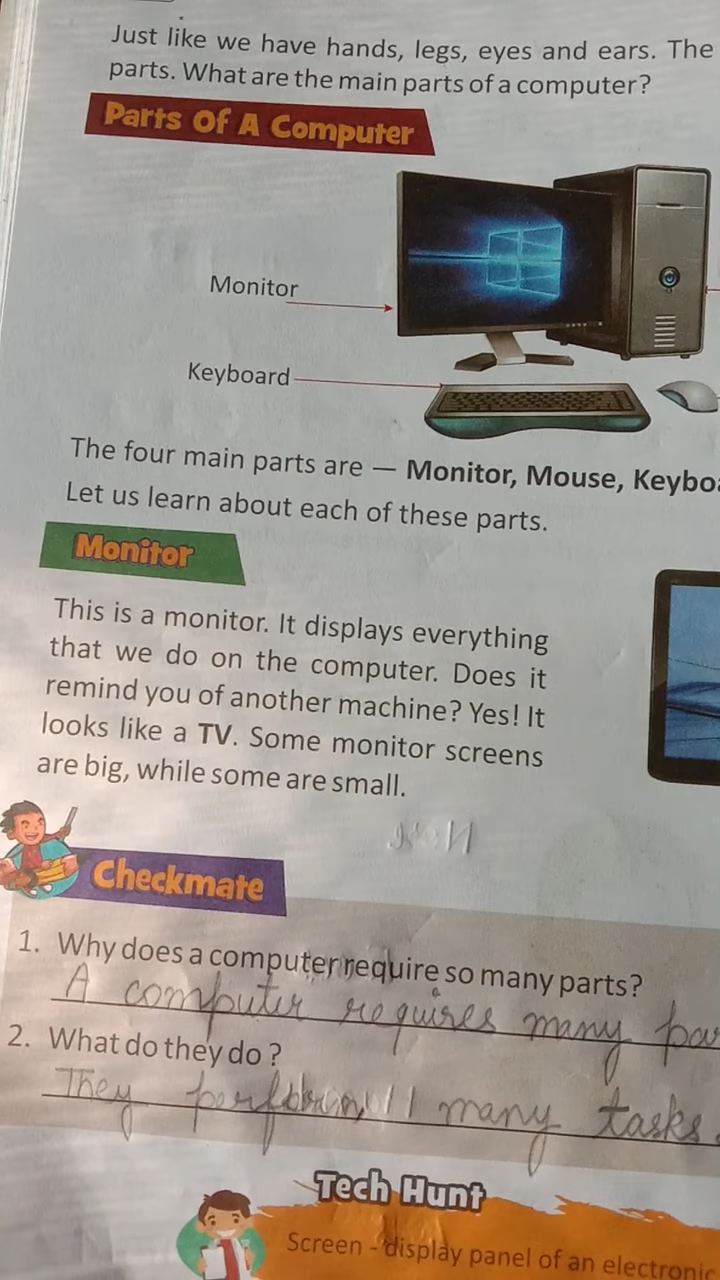 Just like we have hands, legs, eyes and ears. The
parts. What are the main parts of a computer?
Parts Of A Computer
Monitor
Keyboard
The four main parts are — Monitor, Mouse, Keybo
Let us learn about each of these parts.
Monitor
This is a monitor. It displays everything
that we do on the computer. Does it
remind you of another machine? Yes! It
looks like a TV. Some monitor screens
are big, while some are small.
Checkmate
1. Why does a computer require so many parts?
A computer requires many par
2. What do they do ?
They perform many tasks.
Tech Hunt
Screen - display panel of an electronic